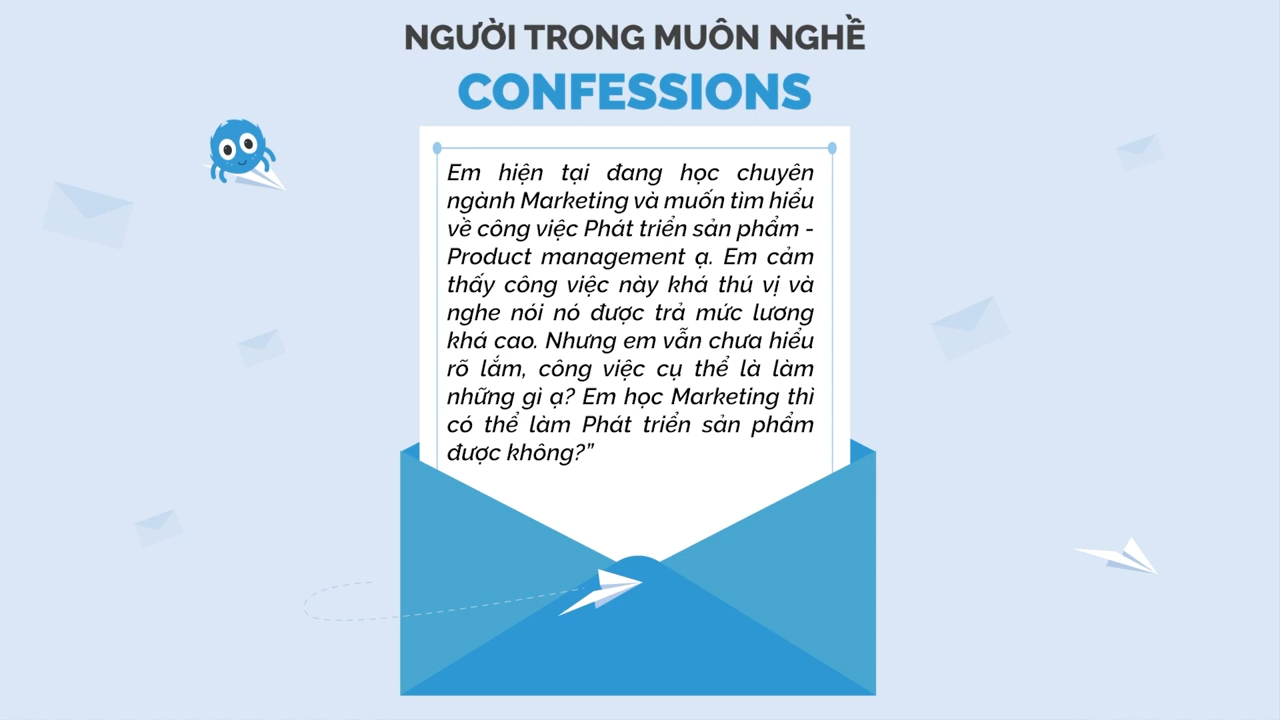 NGƯỜI TRONG MUÔN NGHỀ
CONFESSIONS
Em hiện tại đang học chuyên
ngành Marketing và muốn tìm hiểu
về công việc Phát triển sản phẩm -
Product management ạ. Em cảm
thấy công việc này khá thú vị và
nghe nói nó được trả mức lương
khá cao. Nhưng em vẫn chưa hiểu
rõ lắm, công việc cụ thể là làm
những gì ạ? Em học Marketing thì
có thể làm Phát triển sản phẩm
được không?”